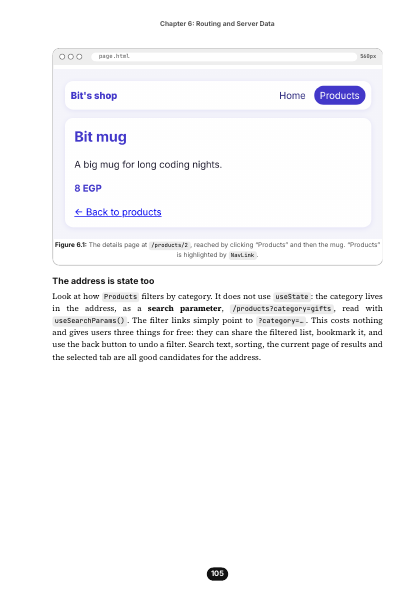 Chapter 6: Routing and Server Data
page.html 560px
Bit's shop Home Products
Bit mug
A big mug for long coding nights.
8 EGP
← Back to products
Figure 6.1: The details page at /products/2, reached by clicking “Products” and then the mug. “Products”
is highlighted by NavLink.
The address is state too
Look at how Products filters by category. It does not use useState: the category lives
in the address, as a search parameter, /products?category=gifts, read with
useSearchParams(). The filter links simply point to ?category=…. This costs nothing
and gives users three things for free: they can share the filtered list, bookmark it, and
use the back button to undo a filter. Search text, sorting, the current page of results and
the selected tab are all good candidates for the address.
105